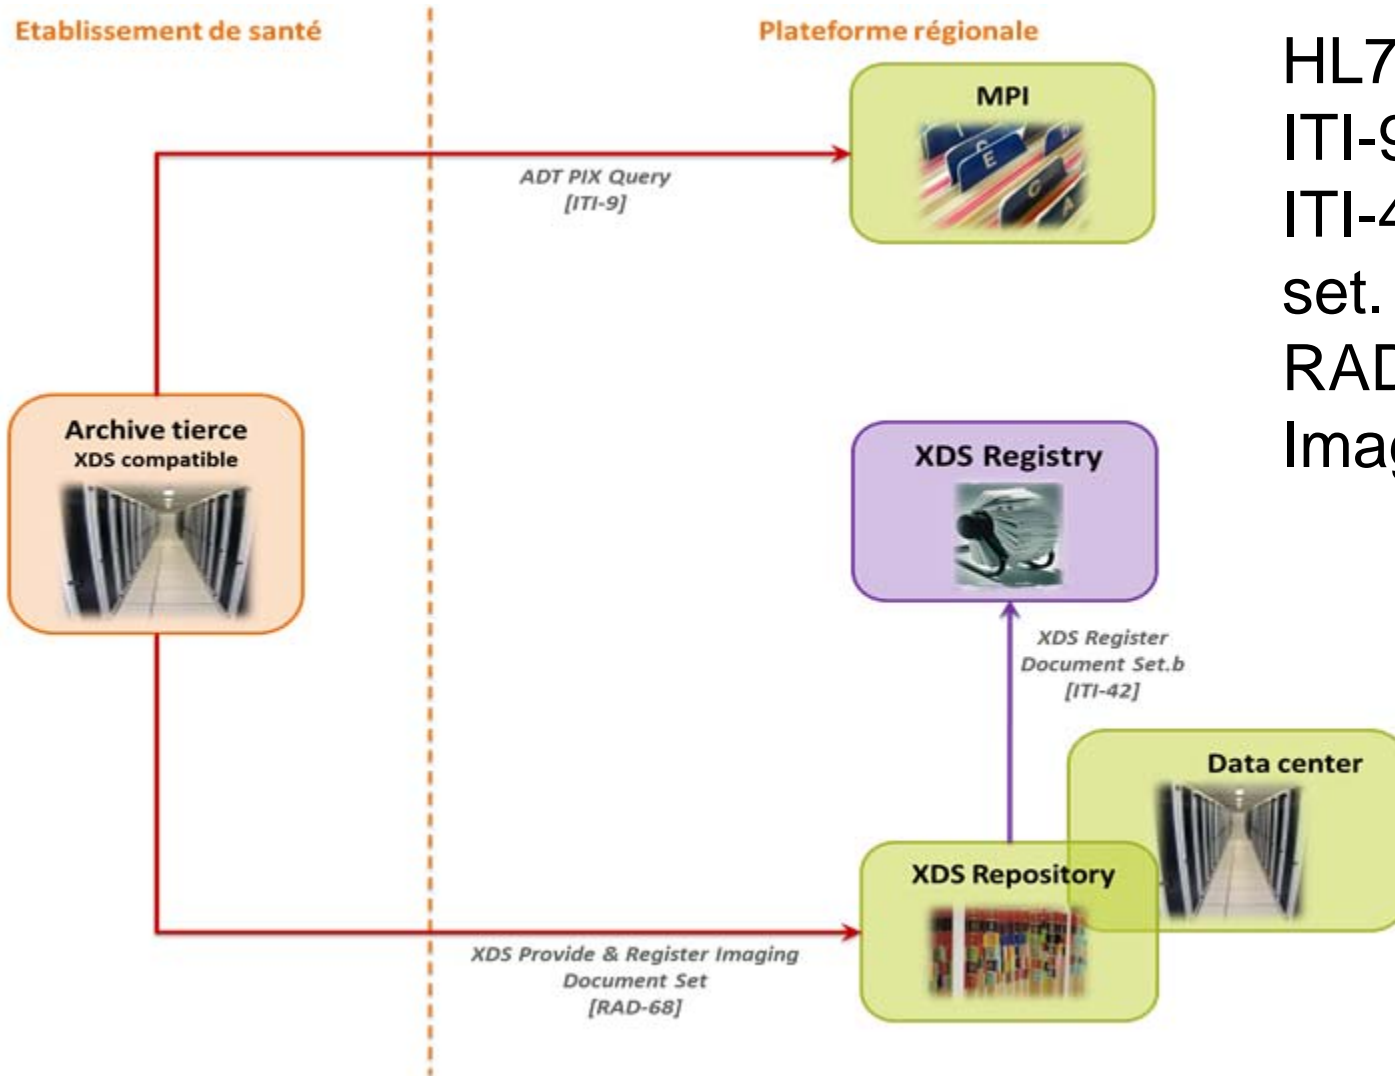 Etablissement de santé
Plateforme régionale
MPI
ADT PIX Query
[ITI-9]
Archive tierce
XDS compatible
XDS Registry
XDS Register
Document Set.b
[ITI-42]
Data center
XDS Repository
XDS Provide & Register Imaging
Document Set
[RAD-68]
HL7
ITI-9
ITI-4
set.
RAD
Imag